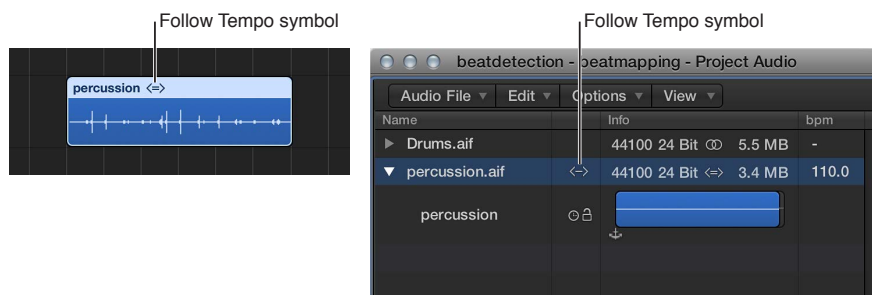 Follow Tempo symbol
percussion
Follow Tempo symbol
beatdetection - beatmapping - Project Audio
Audio File Edit Options View
Name Info bpm
Drums.aif 44100 24 Bit 5.5 MB -
percussion.aif 44100 24 Bit 3.4 MB 110.0
percussion